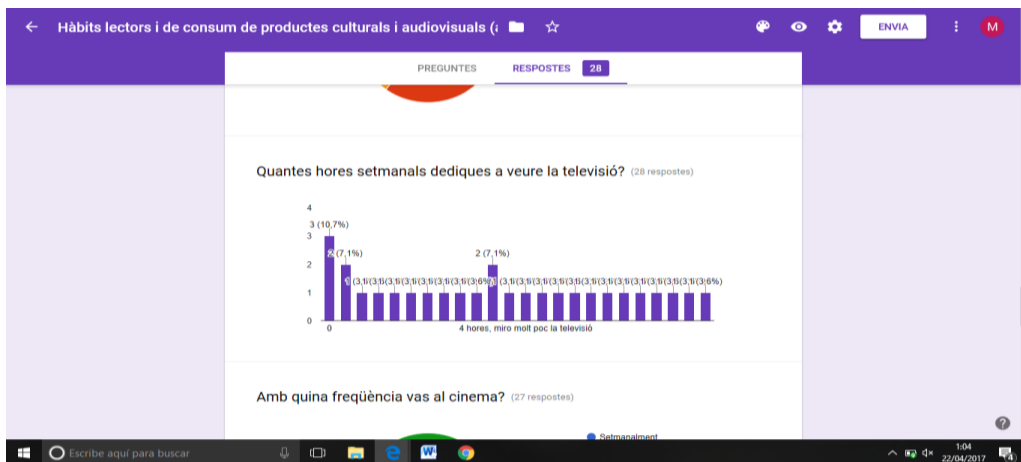 Hàbits lectors i de consum de productes culturals i audiovisuals (
ENVIA
M
PREGUNTES RESPOSTES 28
Quantes hores setmanals dediques a veure la televisió? (28 respostes)
4
3 (10,7%)
3
(7,1%)
2 (7,1%)
2
1
0
0
4 hores, miro molt poc la televisió
Amb quina freqüència vas al cinema? (27 respostes)
Setmanalment
Escribe aquí para buscar
1:04
22/04/2017